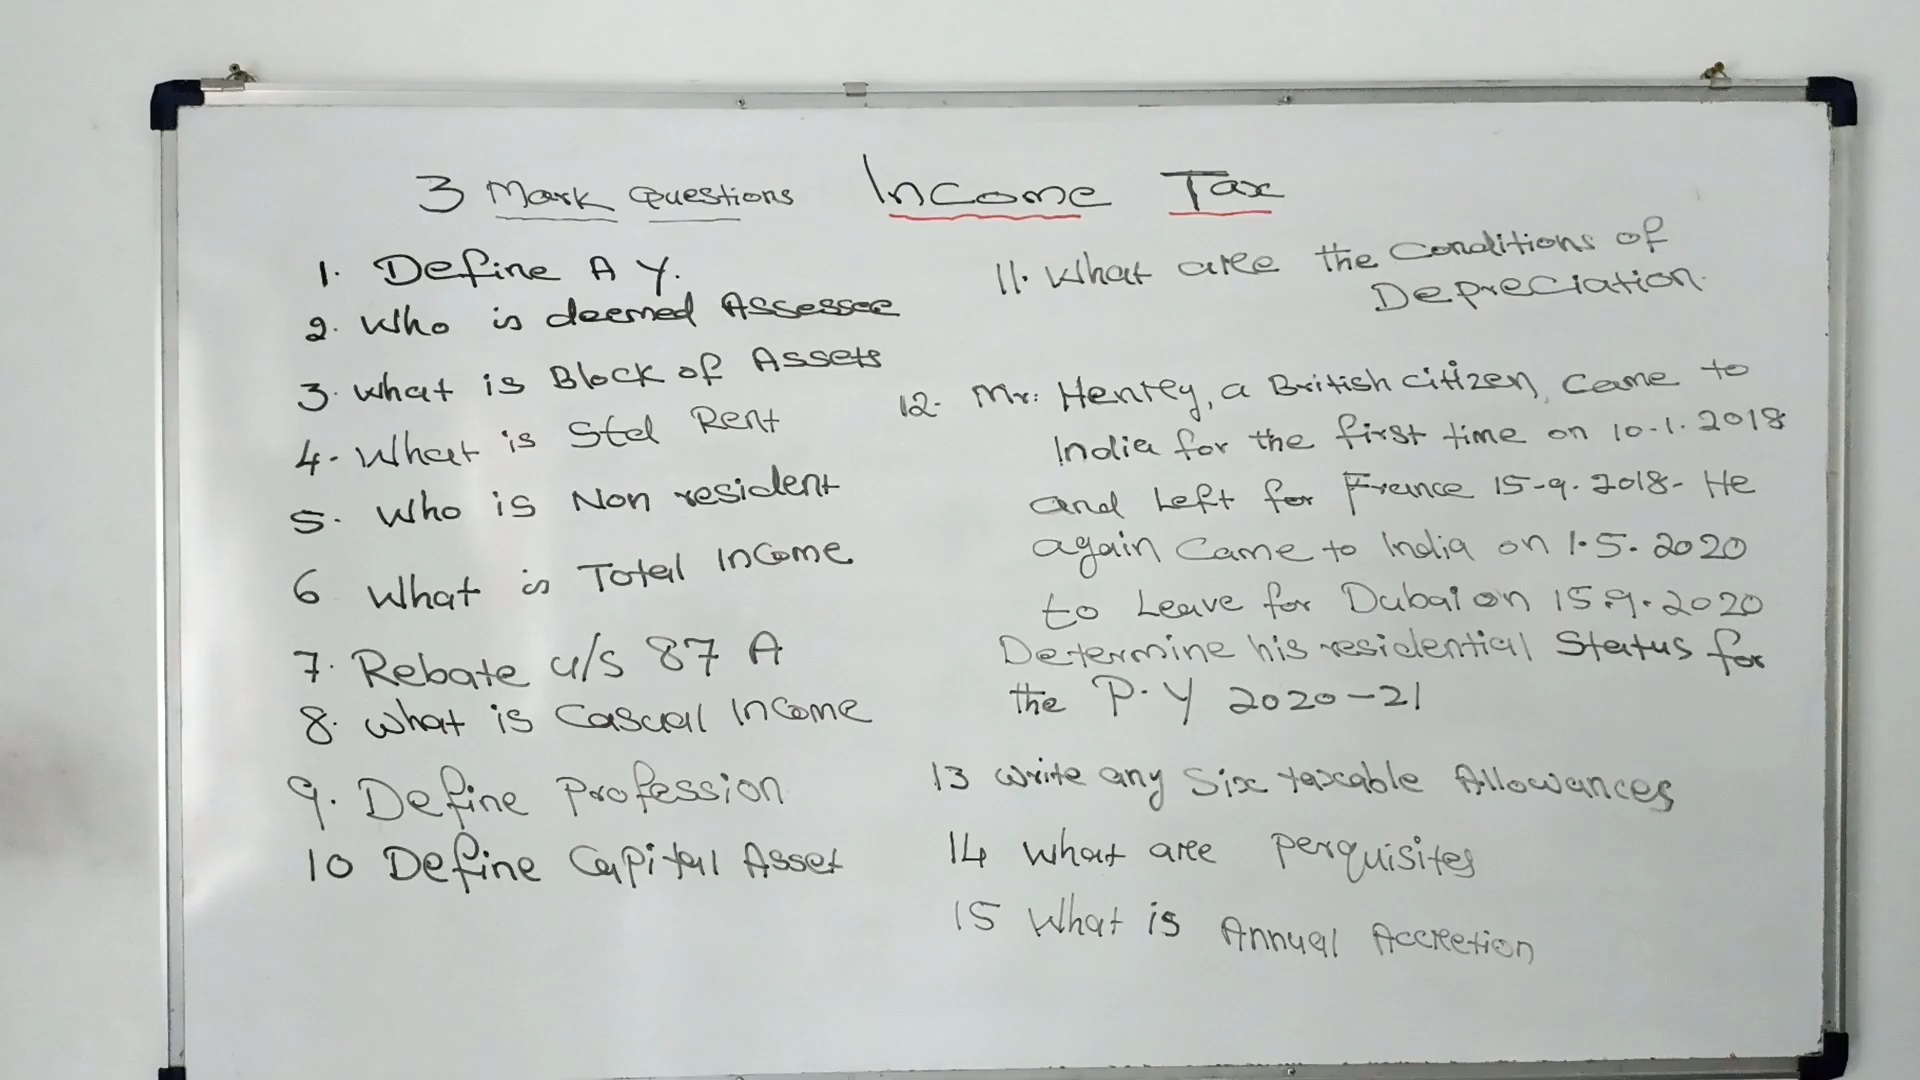 3 Mark Questions Income Tax
1. Define A Y.
2. Who is deemed Assessee
3. What is Block of Assets
4. What is Std Rent
5. Who is Non resident
6 What is Total Income
7. Rebate u/s 87 A
8. What is Casual Income
9. Define Profession
10 Define Capital Asset
11. What are the Conditions of
Depreciation.
12. Mr. Henrey, a British citizen, came to
India for the first time on 10.1.2018
and Left for France 15-9.2018- He
again Came to India on 1.5.2020
to Leave for Dubai on 15.9.2020
Determine his residential Status for
the P.Y 2020-21
13 Write any Six taxable Allowances
14 What are perquisites
15 What is Annual Accretion